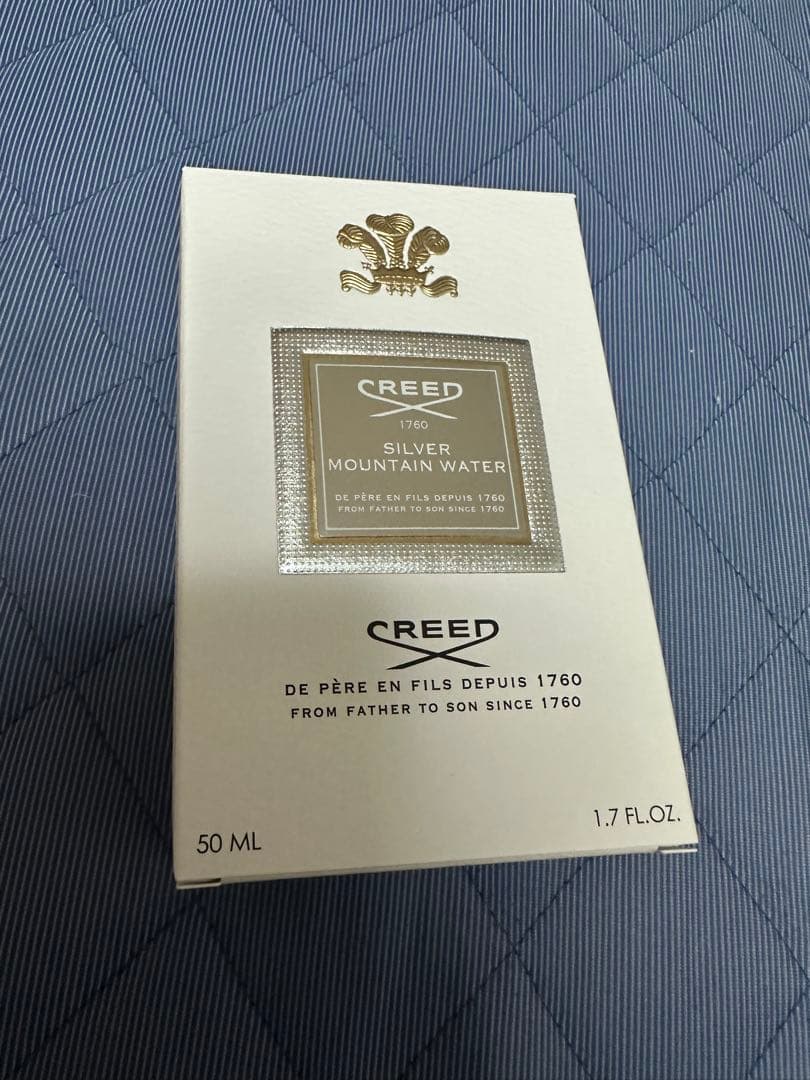 CREED
1760
SILVER
MOUNTAIN WATER
DE PÈRE EN FILS DEPUIS 1760
FROM FATHER TO SON SINCE 1760
CREED
DE PÈRE EN FILS DEPUIS 1760
FROM FATHER TO SON SINCE 1760
50 ML
1.7 FL.OZ.